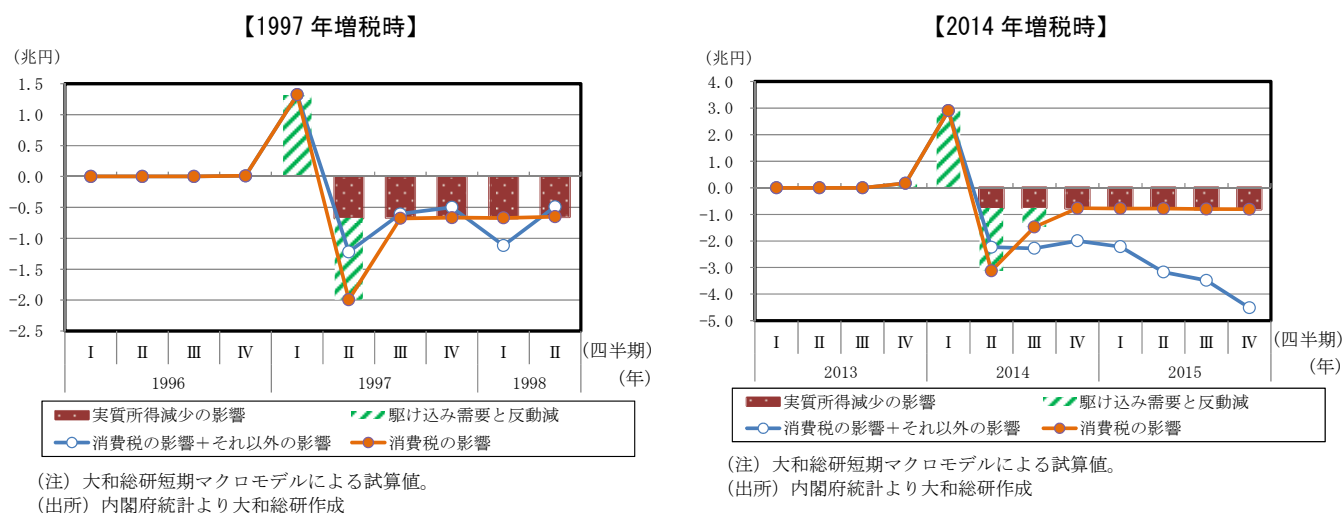 【1997 年増税時】
(兆円)
1.5
1.0
0.5
0.0
-0.5
-1.0
-1.5
-2.0
-2.5
Ⅰ Ⅱ Ⅲ Ⅳ Ⅰ Ⅱ Ⅲ Ⅳ Ⅰ Ⅱ (四半期)
1996 1997 1998 (年)
実質所得減少の影響 駆け込み需要と反動減
消費税の影響+それ以外の影響 消費税の影響
(注) 大和総研短期マクロモデルによる試算値。
(出所) 内閣府統計より大和総研作成
【2014 年増税時】
(兆円)
4.0
3.0
2.0
1.0
0.0
-1.0
-2.0
-3.0
-4.0
-5.0
Ⅰ Ⅱ Ⅲ Ⅳ Ⅰ Ⅱ Ⅲ Ⅳ Ⅰ Ⅱ Ⅲ Ⅳ (四半期)
2013 2014 2015 (年)
実質所得減少の影響 駆け込み需要と反動減
消費税の影響+それ以外の影響 消費税の影響
(注) 大和総研短期マクロモデルによる試算値。
(出所) 内閣府統計より大和総研作成